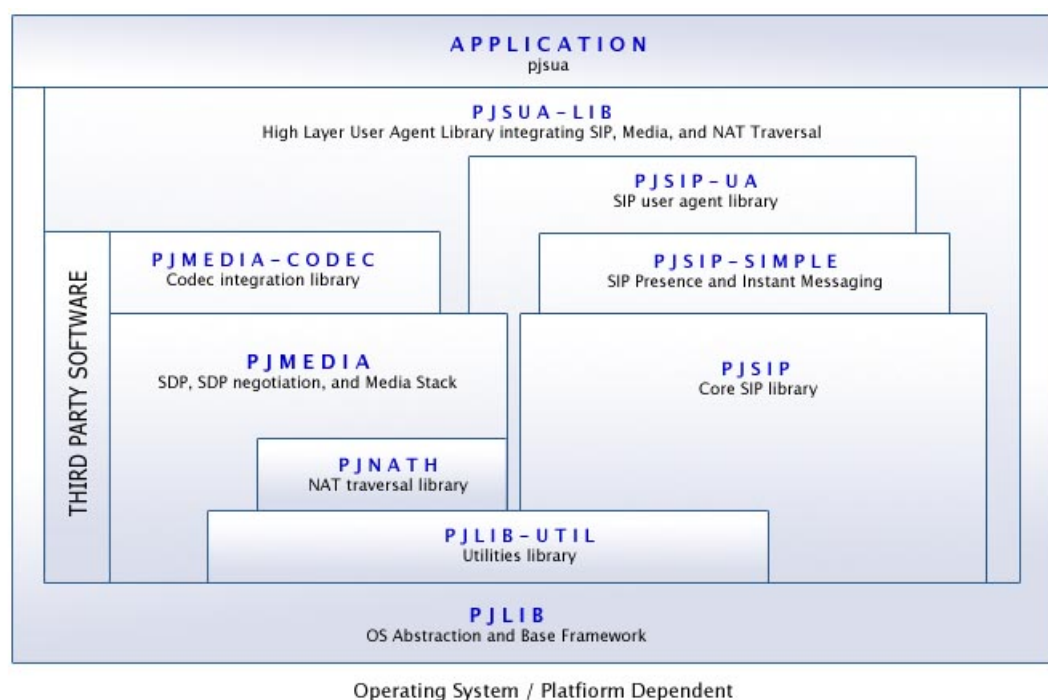 APPLICATION
pjsua
PJSUA-LIB
High Layer User Agent Library integrating SIP, Media, and NAT Traversal
PJSIP-UA
SIP user agent library
PJMEDIA-CODEC
Codec integration library
PJSIP-SIMPLE
SIP Presence and Instant Messaging
THIRD PARTY SOFTWARE
PJMEDIA
SDP, SDP negotiation, and Media Stack
PJSIP
Core SIP library
PJNATH
NAT traversal library
PJLIB-UTIL
Utilities library
PJLIB
OS Abstraction and Base Framework
Operating System / Platfiorm Dependent